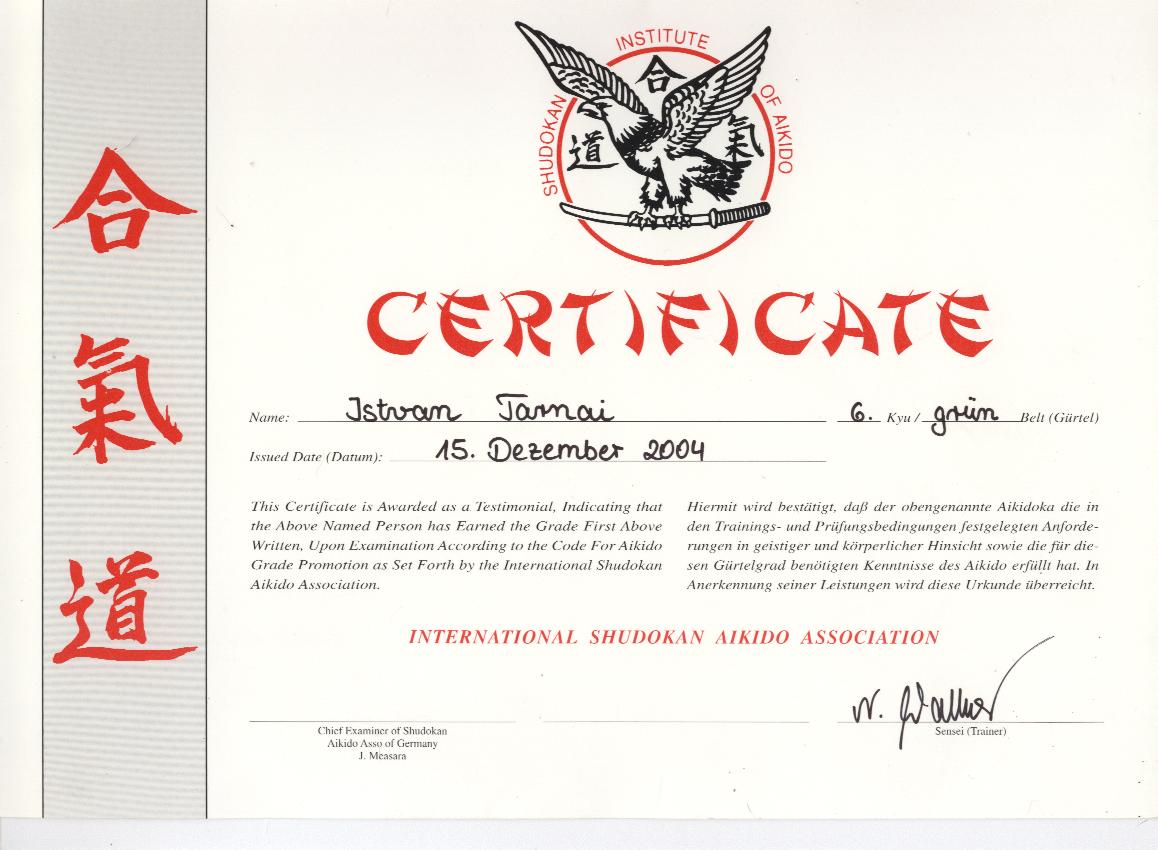 合
氣
道
INSTITUTE
SHUDOKAN
OF AIKIDO
合
道
氣
CERTIFICATE
Name: Istvan Tarnai 6. Kyu / grün Belt (Gürtel)
Issued Date (Datum): 15. Dezember 2004
This Certificate is Awarded as a Testimonial, Indicating that
the Above Named Person has Earned the Grade First Above
Written, Upon Examination According to the Code For Aikido
Grade Promotion as Set Forth by the International Shudokan
Aikido Association.
Hiermit wird bestätigt, daß der obengenannte Aikidoka die in
den Trainings- und Prüfungsbedingungen festgelegten Anforde-
rungen in geistiger und körperlicher Hinsicht sowie die für die-
sen Gürtelgrad benötigten Kenntnisse des Aikido erfüllt hat. In
Anerkennung seiner Leistungen wird diese Urkunde überreicht.
INTERNATIONAL SHUDOKAN AIKIDO ASSOCIATION
Chief Examiner of Shudokan
Aikido Asso of Germany
J. Measara
Sensei (Trainer)